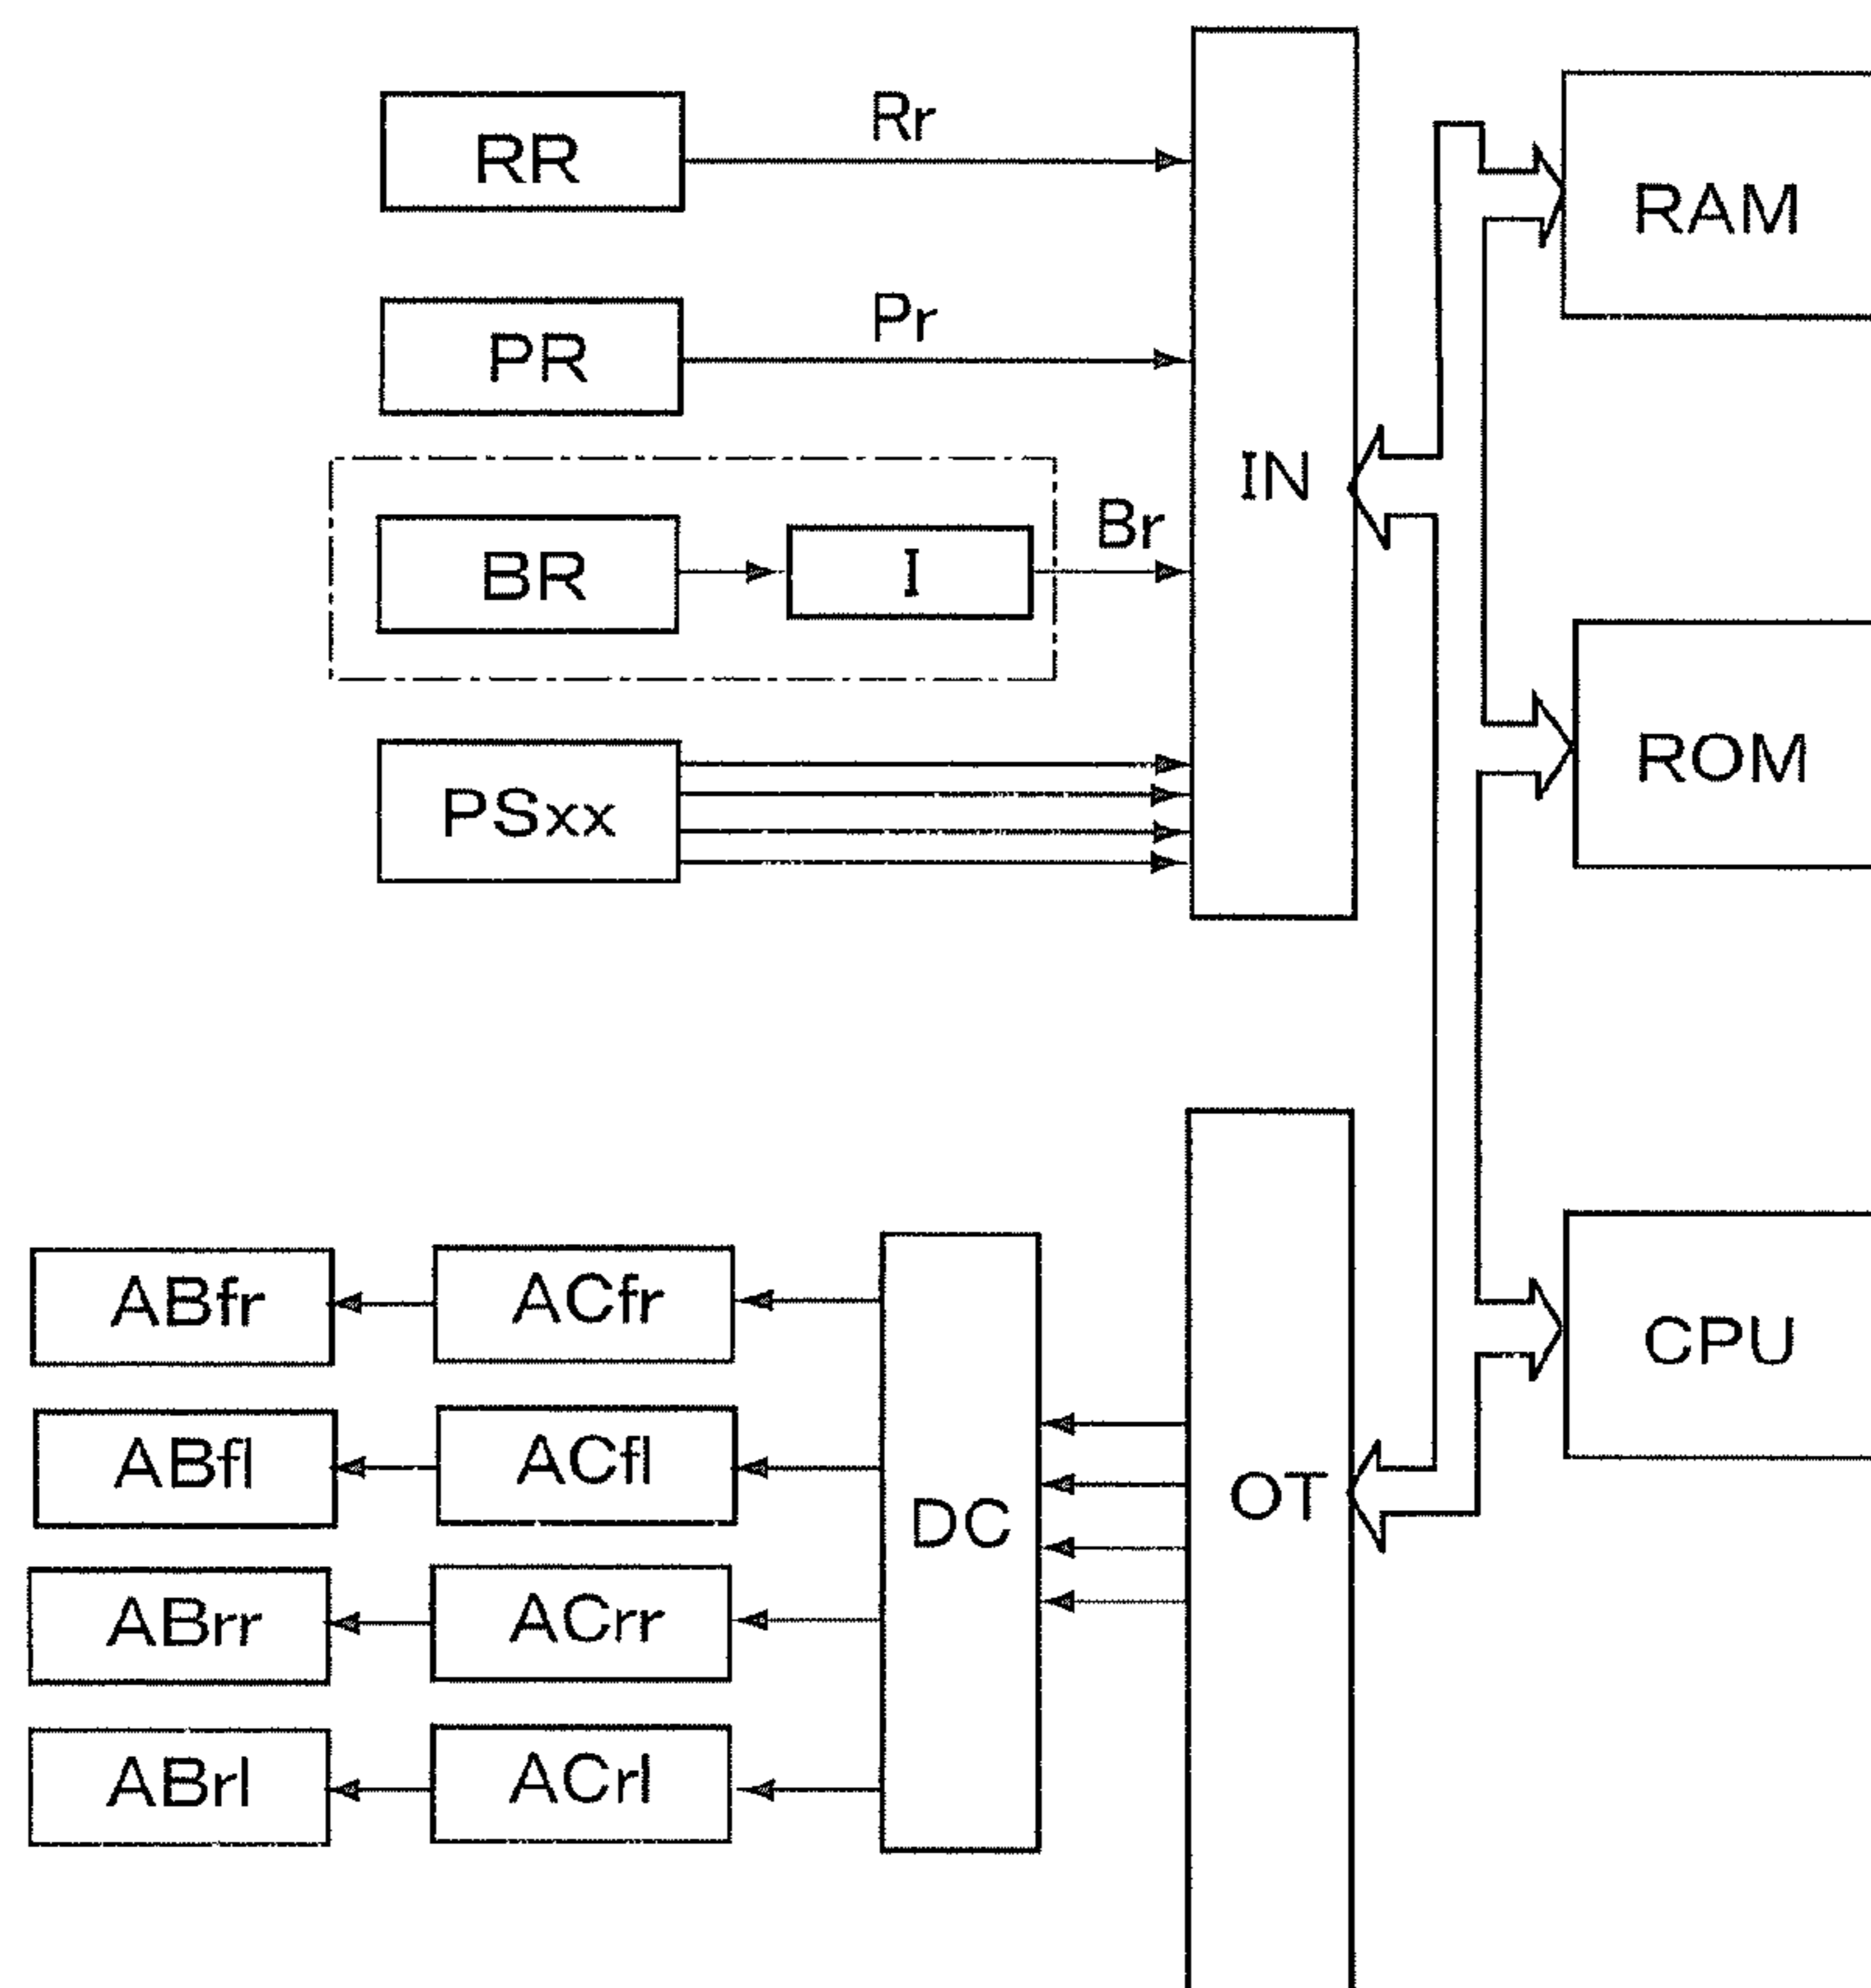 RR
Rr
IN
RAM
PR
Pr
BR
I
Br
PSxx
ROM
ABfr
ACfr
DC
OT
CPU
ABfl
ACfl
ABrr
ACrr
ABrl
ACrl